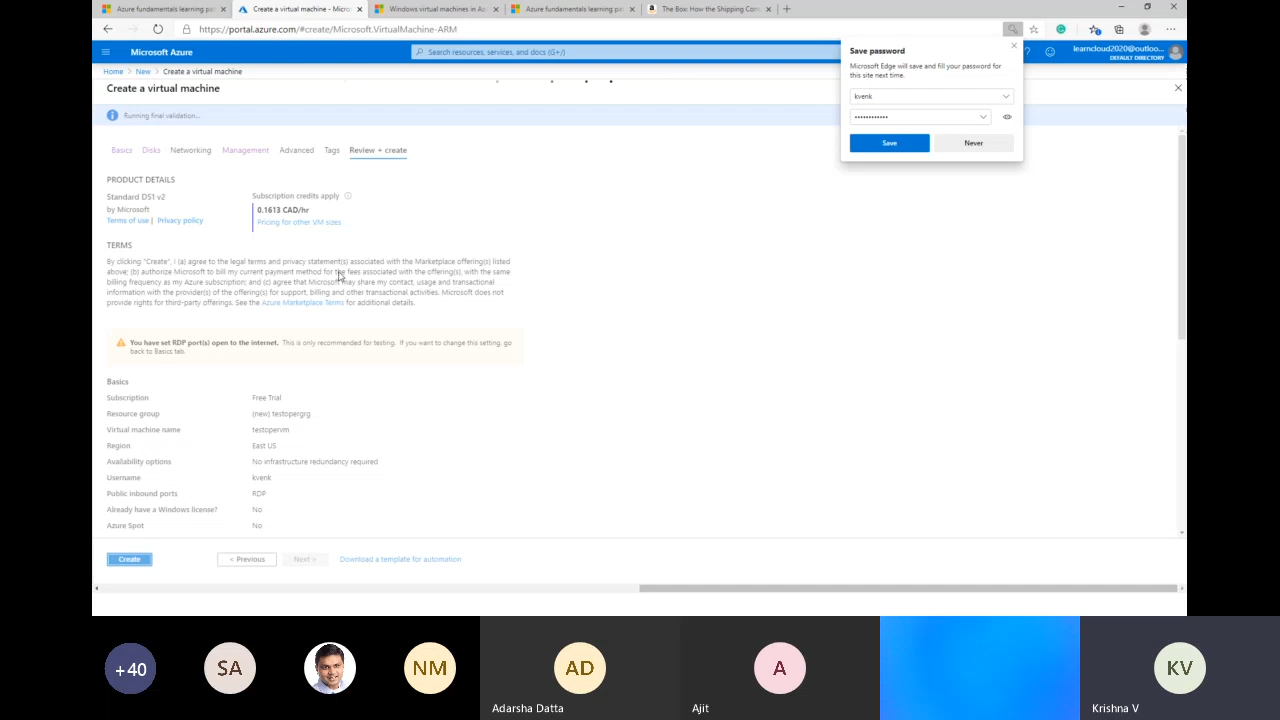 Azure fundamentals learning pat
Create a virtual machine - Micros
Windows virtual machines in Az
Azure fundamentals learning pat
The Box: How the Shipping Cont
https://portal.azure.com/#create/Microsoft.VirtualMachine-ARM
Microsoft Azure
Search resources, services, and docs (G+/)
learncloud2020@outloo...
DEFAULT DIRECTORY
Home > New > Create a virtual machine
Create a virtual machine
Running final validation...
Save password
Microsoft Edge will save and fill your password for
this site next time.
kvenk
Save
Never
Basics Disks Networking Management Advanced Tags Review + create
PRODUCT DETAILS
Standard DS1 v2
by Microsoft
Terms of use | Privacy policy
Subscription credits apply
0.1613 CAD/hr
Pricing for other VM sizes
TERMS
By clicking "Create", I (a) agree to the legal terms and privacy statement(s) associated with the Marketplace offering(s) listed
above; (b) authorize Microsoft to bill my current payment method for the fees associated with the offering(s), with the same
billing frequency as my Azure subscription; and (c) agree that Microsoft may share my contact, usage and transactional
information with the provider(s) of the offering(s) for support, billing and other transactional activities. Microsoft does not
provide rights for third-party offerings. See the Azure Marketplace Terms for additional details.
You have set RDP port(s) open to the internet. This is only recommended for testing. If you want to change this setting, go
back to Basics tab.
Basics
Subscription Free Trial
Resource group (new) testopergrg
Virtual machine name testopervm
Region East US
Availability options No infrastructure redundancy required
Username kvenk
Public inbound ports RDP
Already have a Windows license? No
Azure Spot No
Create
< Previous
Next >
Download a template for automation
+40
SA
NM
AD
A
KV
Adarsha Datta
Ajit
Krishna V